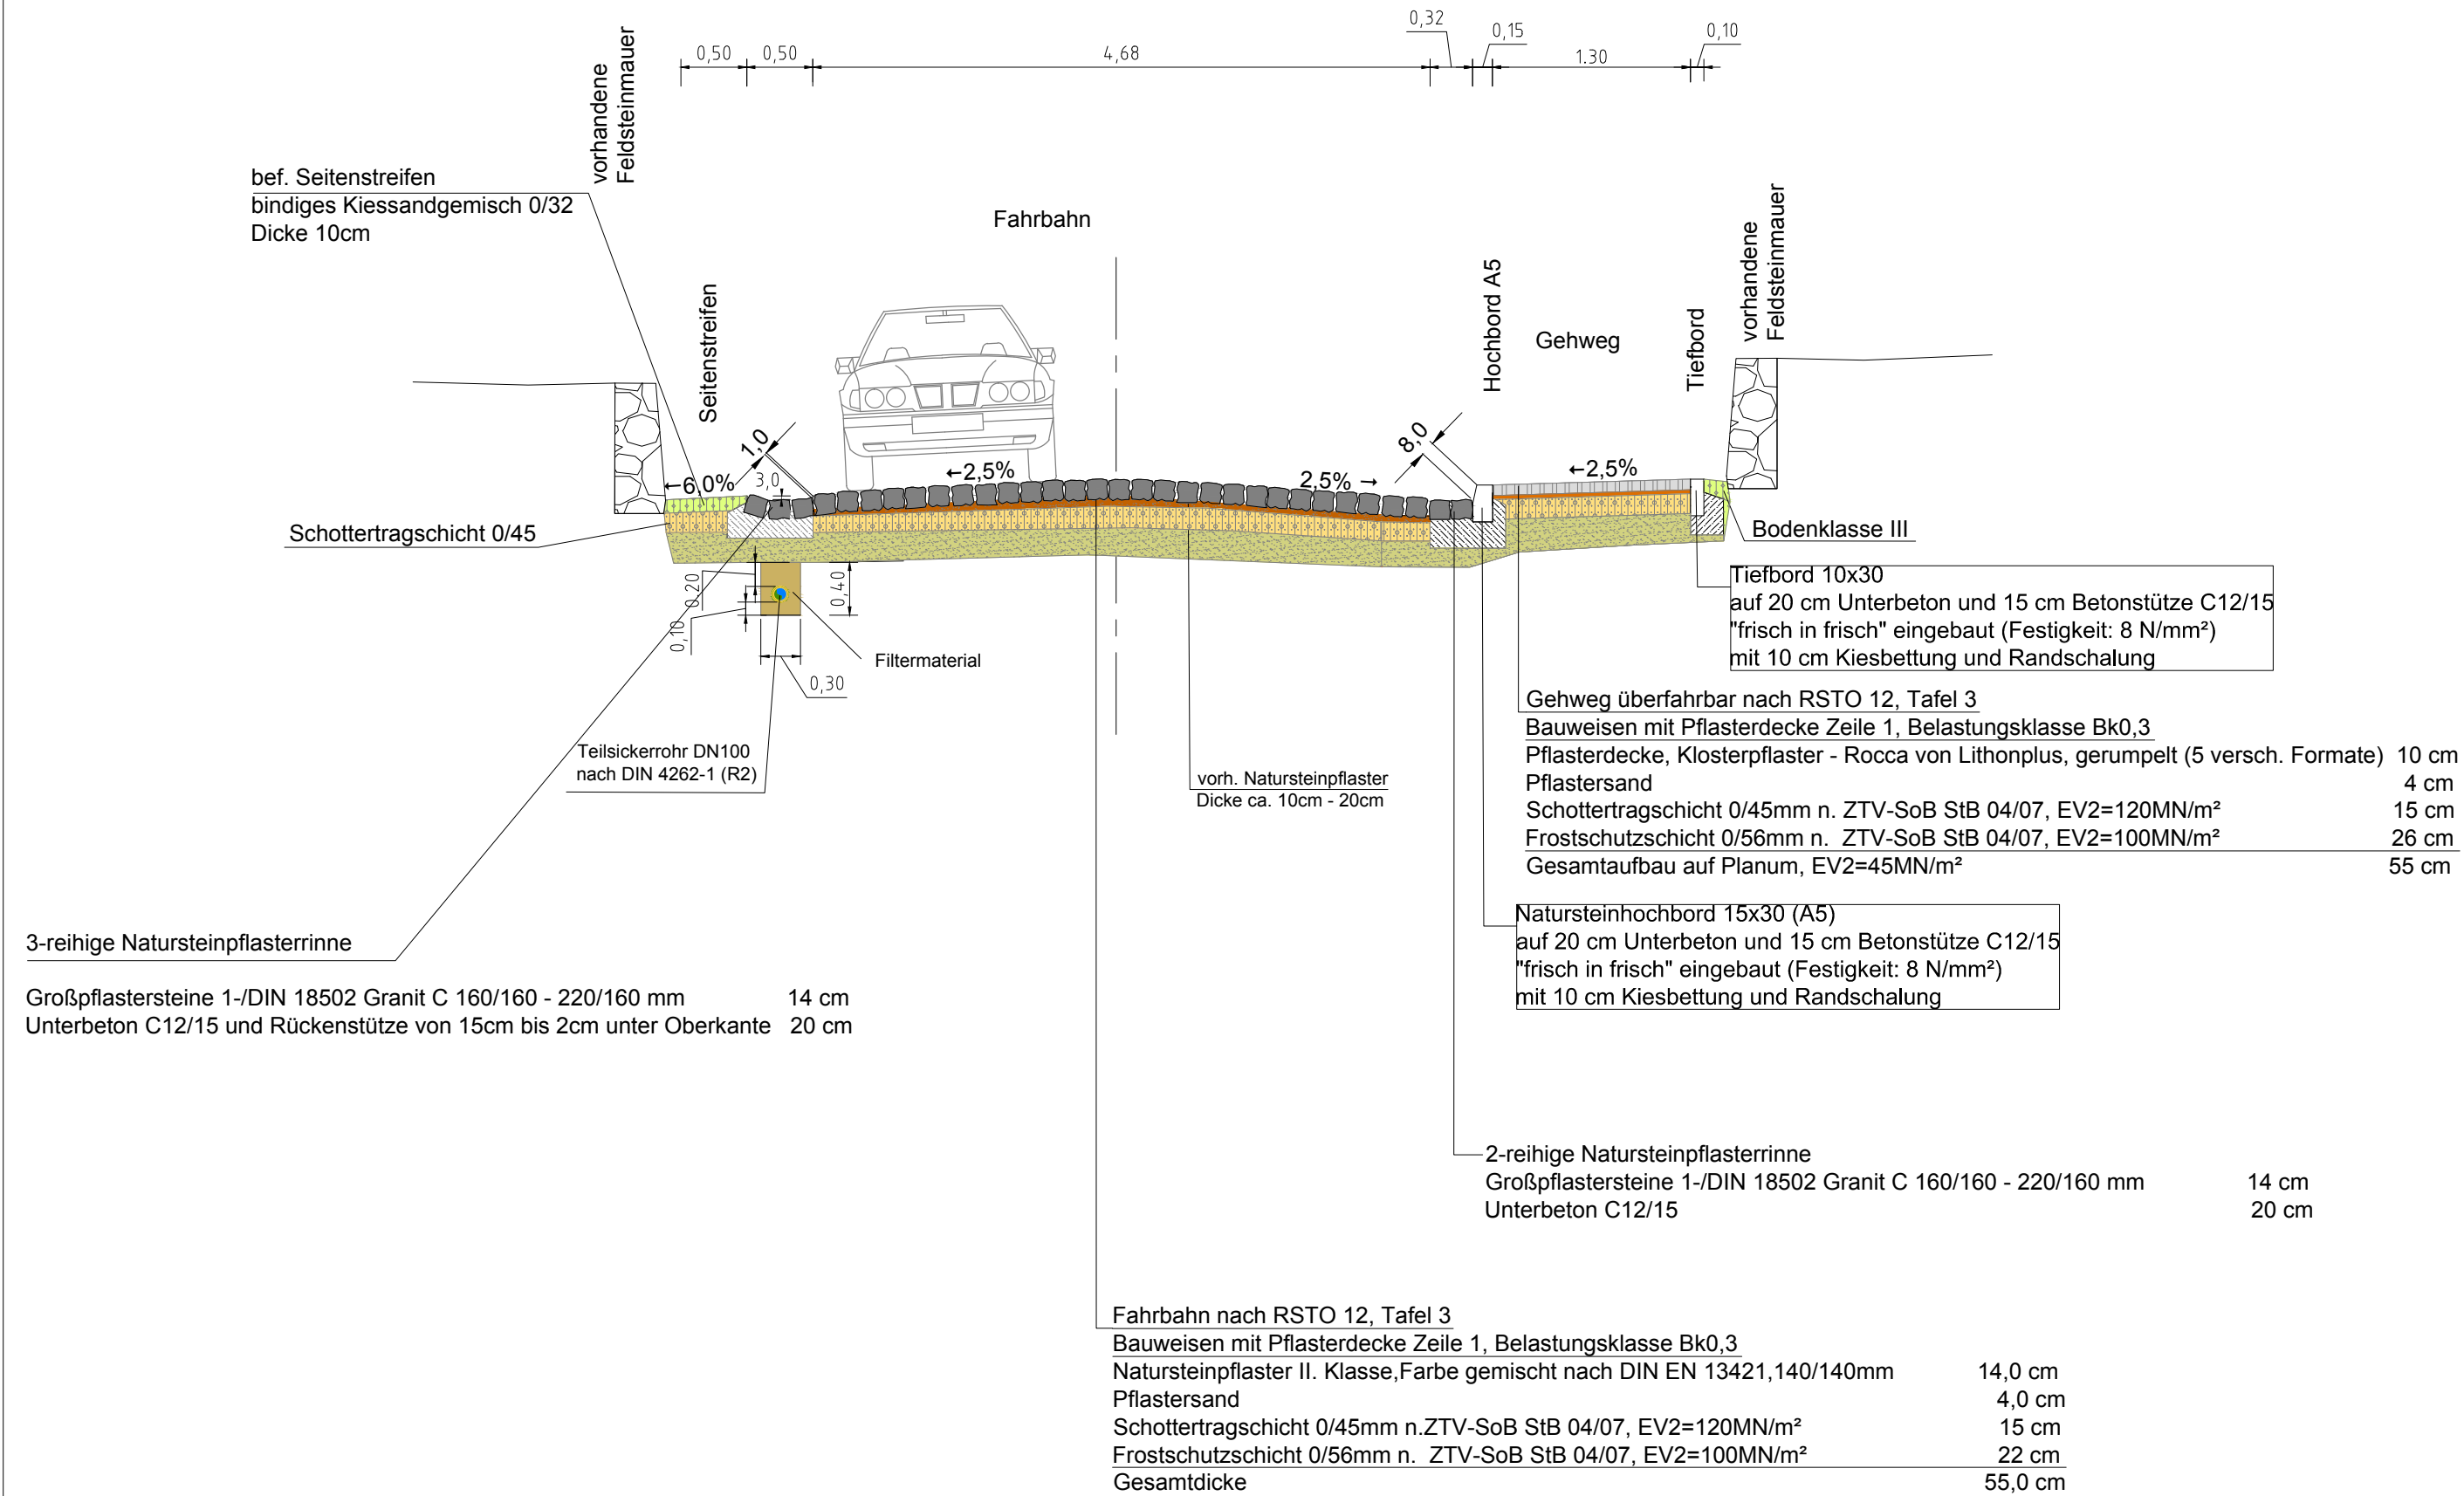 0,50
0,50
4,68
0,32
0,15
1.30
0,10
vorhandene
Feldsteinmauer
bef. Seitenstreifen
bindiges Kiessandgemisch 0/32
Dicke 10cm
Fahrbahn
Seitenstreifen
Hochbord A5
Gehweg
Tiefbord
vorhandene
Feldsteinmauer
1,0
3,0
←6,0%
←2,5%
2,5% →
8,0
←2,5%
Schottertragschicht 0/45
Bodenklasse III
0,20
0,10
0,40
0,30
Filtermaterial
Teilsickerrohr DN100
nach DIN 4262-1 (R2)
vorh. Natursteinpflaster
Dicke ca. 10cm - 20cm
Tiefbord 10x30
auf 20 cm Unterbeton und 15 cm Betonstütze C12/15
"frisch in frisch" eingebaut (Festigkeit: 8 N/mm²)
mit 10 cm Kiesbettung und Randschalung
Gehweg überfahrbar nach RSTO 12, Tafel 3
Bauweisen mit Pflasterdecke Zeile 1, Belastungsklasse Bk0,3
Pflasterdecke, Klosterpflaster - Rocca von Lithonplus, gerumpelt (5 versch. Formate) 10 cm
Pflastersand 4 cm
Schottertragschicht 0/45mm n. ZTV-SoB StB 04/07, EV2=120MN/m² 15 cm
Frostschutzschicht 0/56mm n. ZTV-SoB StB 04/07, EV2=100MN/m² 26 cm
Gesamtaufbau auf Planum, EV2=45MN/m² 55 cm
Natursteinhochbord 15x30 (A5)
auf 20 cm Unterbeton und 15 cm Betonstütze C12/15
"frisch in frisch" eingebaut (Festigkeit: 8 N/mm²)
mit 10 cm Kiesbettung und Randschalung
3-reihige Natursteinpflasterrinne
Großpflastersteine 1-/DIN 18502 Granit C 160/160 - 220/160 mm 14 cm
Unterbeton C12/15 und Rückenstütze von 15cm bis 2cm unter Oberkante 20 cm
2-reihige Natursteinpflasterrinne
Großpflastersteine 1-/DIN 18502 Granit C 160/160 - 220/160 mm 14 cm
Unterbeton C12/15 20 cm
Fahrbahn nach RSTO 12, Tafel 3
Bauweisen mit Pflasterdecke Zeile 1, Belastungsklasse Bk0,3
Natursteinpflaster II. Klasse,Farbe gemischt nach DIN EN 13421,140/140mm 14,0 cm
Pflastersand 4,0 cm
Schottertragschicht 0/45mm n.ZTV-SoB StB 04/07, EV2=120MN/m² 15 cm
Frostschutzschicht 0/56mm n. ZTV-SoB StB 04/07, EV2=100MN/m² 22 cm
Gesamtdicke 55,0 cm